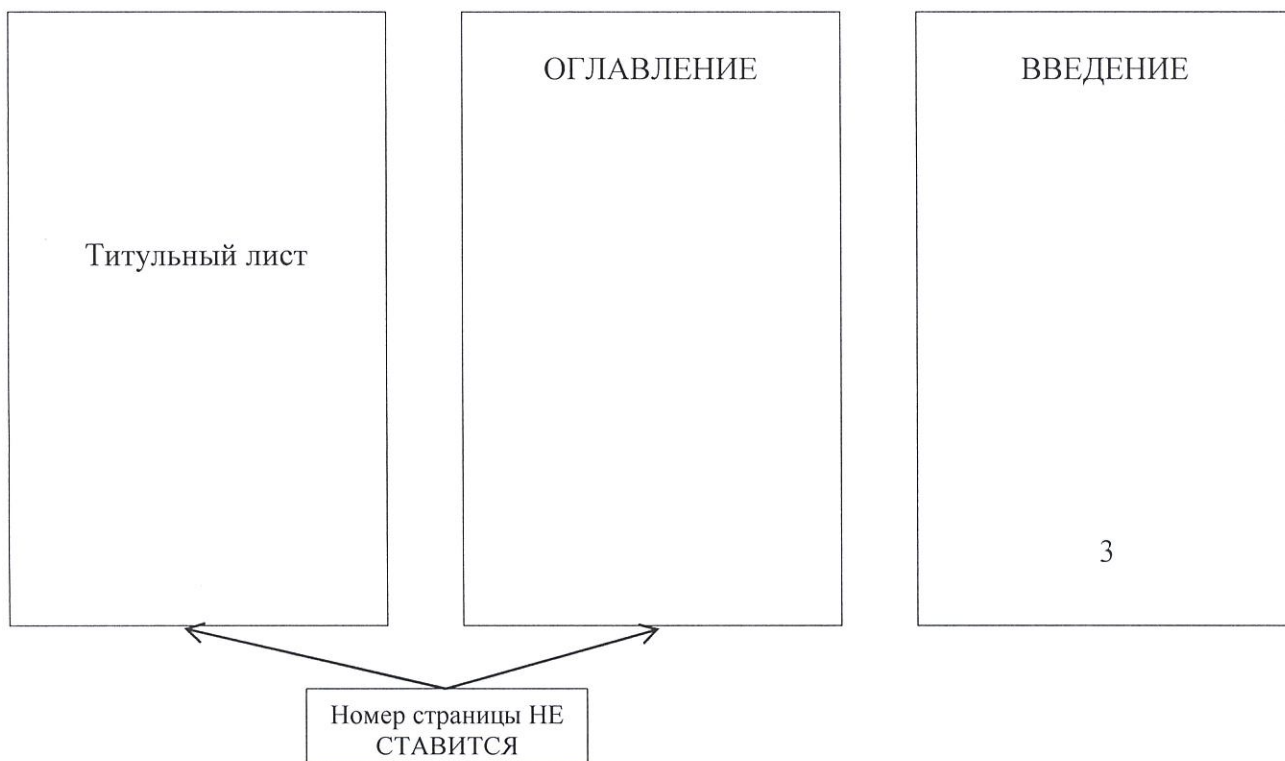 ОГЛАВЛЕНИЕ
ВВЕДЕНИЕ
Титульный лист
3
Номер страницы НЕ
СТАВИТСЯ